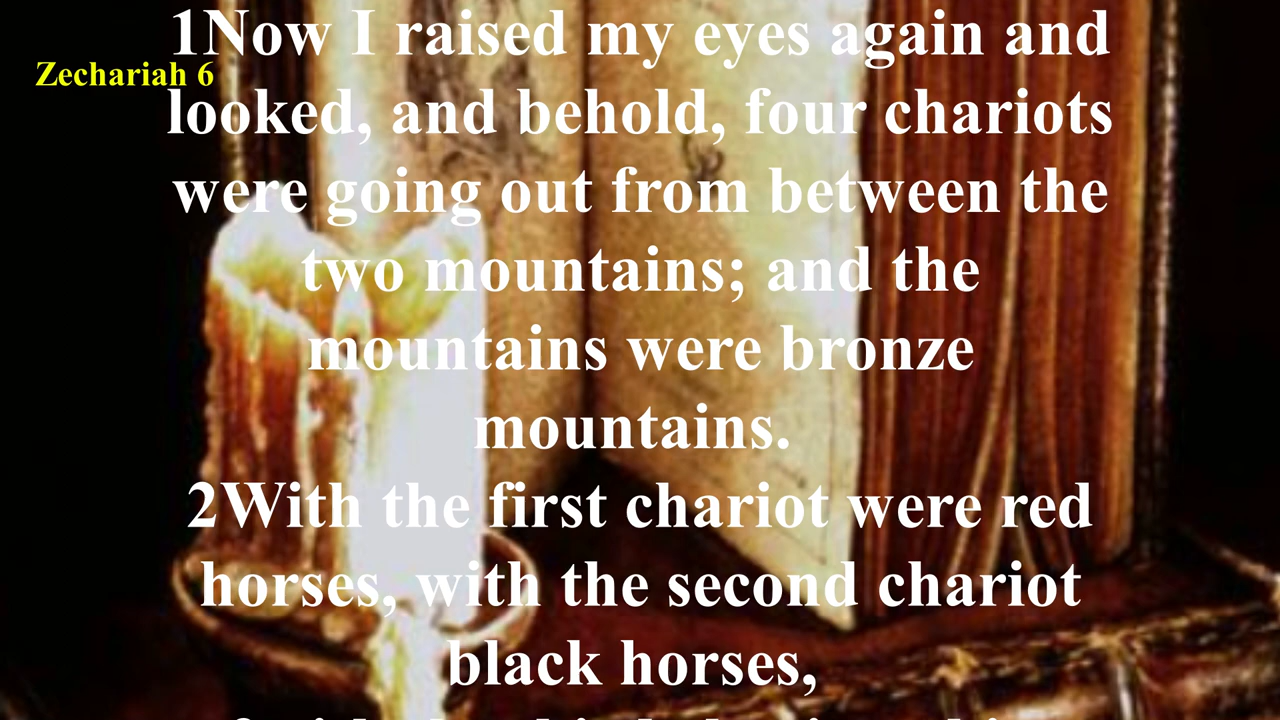 Zechariah 6
1Now I raised my eyes again and
looked, and behold, four chariots
were going out from between the
two mountains; and the
mountains were bronze
mountains.
2With the first chariot were red
horses, with the second chariot
black horses,